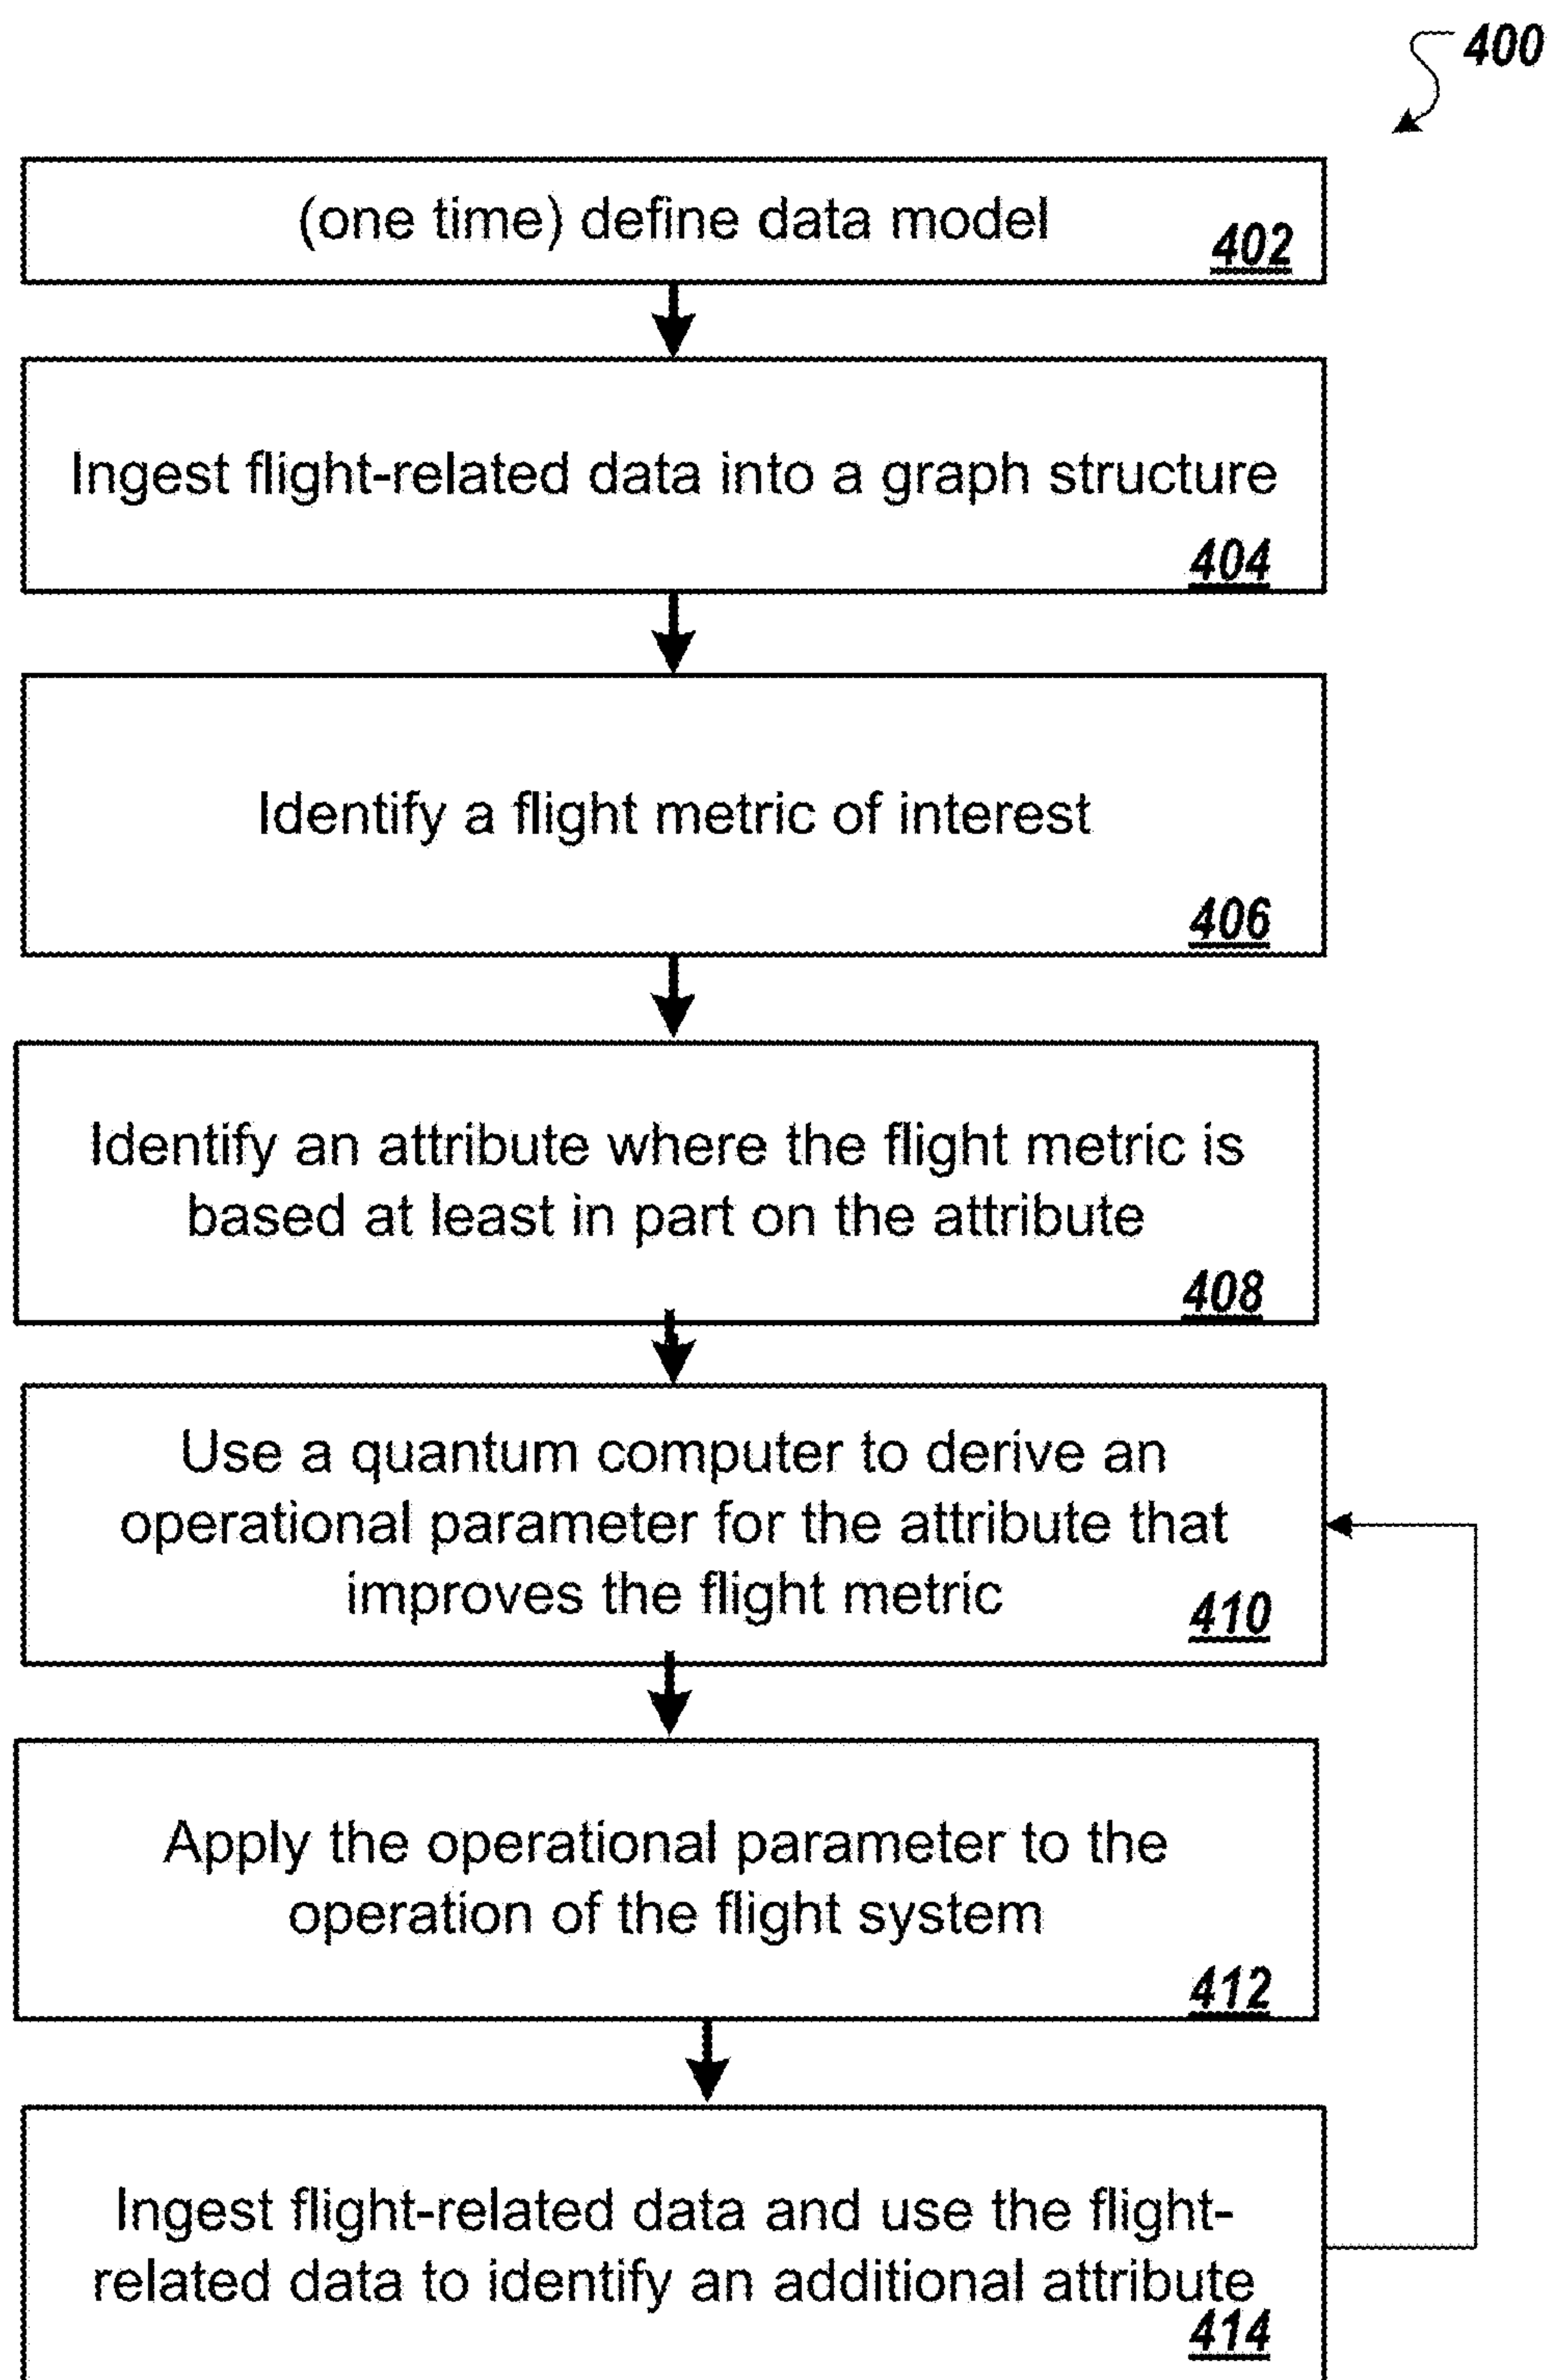 400
(one time) define data model
402
Ingest flight-related data into a graph structure
404
Identify a flight metric of interest
406
Identify an attribute where the flight metric is
based at least in part on the attribute
408
Use a quantum computer to derive an
operational parameter for the attribute that
improves the flight metric
410
Apply the operational parameter to the
operation of the flight system
412
Ingest flight-related data and use the flight-
related data to identify an additional attribute
414